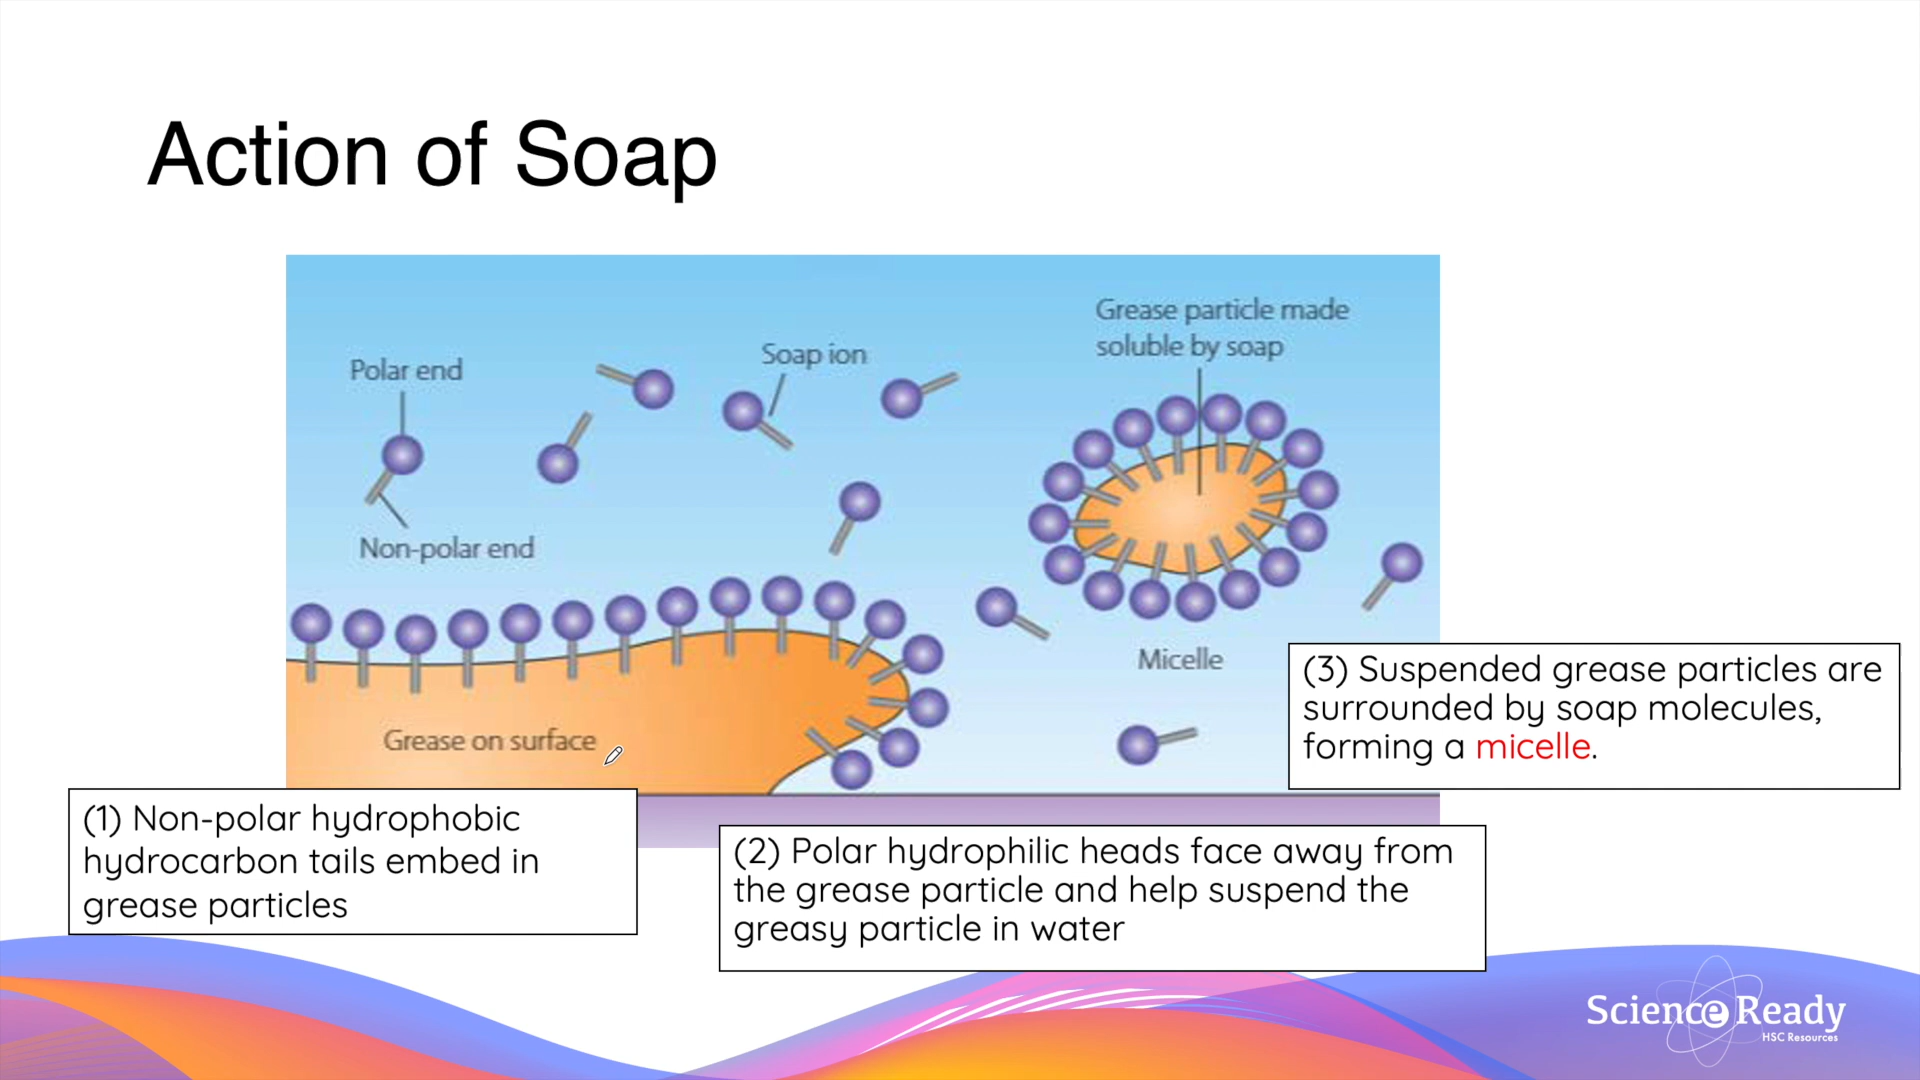 Action of Soap
Grease particle made
soluble by soap
Soap ion
Polar end
Non-polar end
Micelle
Grease on surface
(1) Non-polar hydrophobic
hydrocarbon tails embed in
grease particles
(2) Polar hydrophilic heads face away from
the grease particle and help suspend the
greasy particle in water
(3) Suspended grease particles are
surrounded by soap molecules,
forming a micelle.
Science Ready
HSC Resources